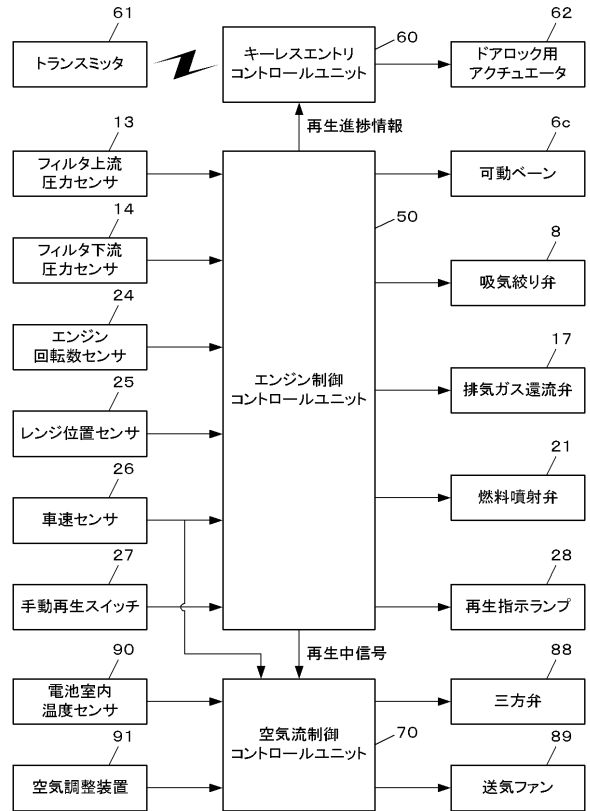 61
トランスミッタ
60
キーレスエントリ
コントロールユニット
62
ドアロック用
アクチュエータ
再生進捗情報
13
フィルタ上流
圧力センサ
14
フィルタ下流
圧力センサ
24
エンジン
回転数センサ
25
レンジ位置センサ
26
車速センサ
27
手動再生スイッチ
50
エンジン制御
コントロールユニット
6c
可動ベーン
8
吸気絞り弁
17
排気ガス還流弁
21
燃料噴射弁
28
再生指示ランプ
再生中信号
90
電池室内
温度センサ
91
空気調整装置
70
空気流制御
コントロールユニット
88
三方弁
89
送気ファン